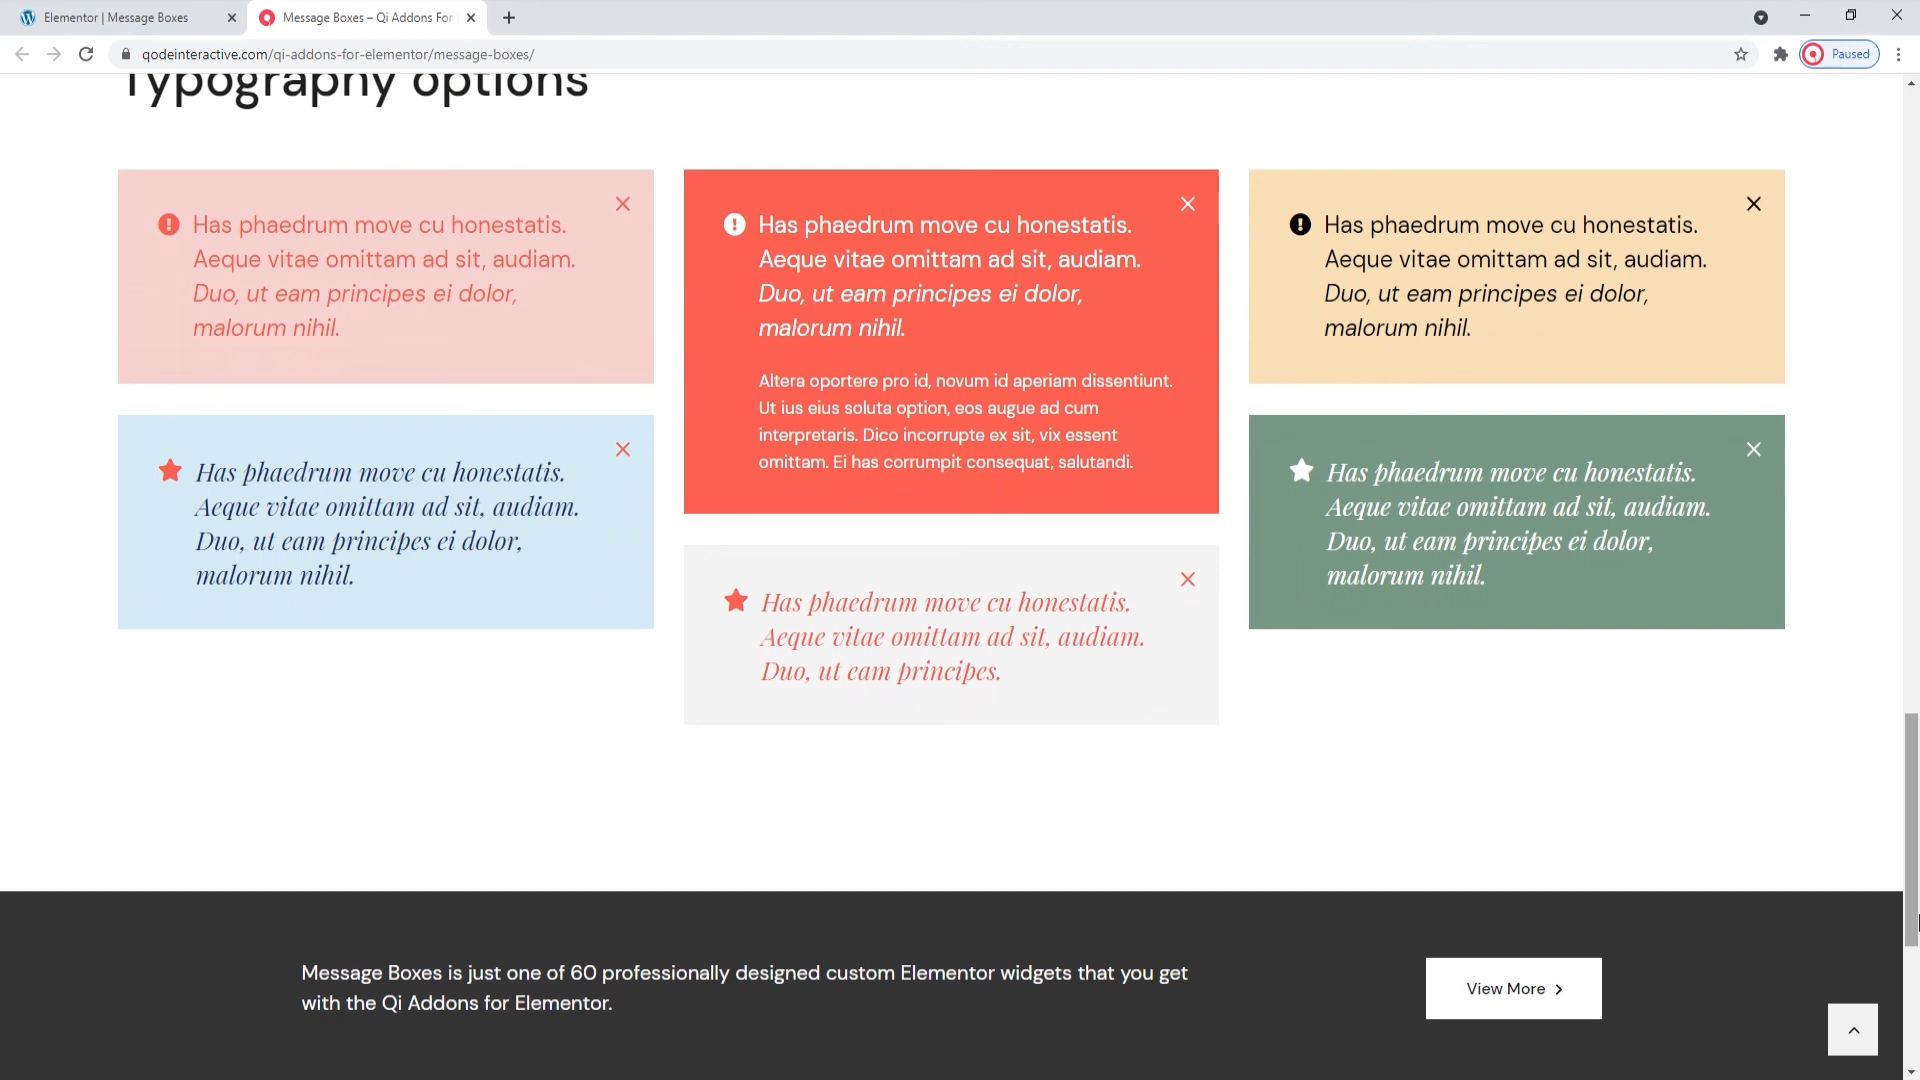 Elementor | Message Boxes
Message Boxes – Qi Addons For
qodeinteractive.com/qi-addons-for-elementor/message-boxes/
Paused
Typography options
Has phaedrum move cu honestatis.
Aeque vitae omittam ad sit, audiam.
Duo, ut eam principes ei dolor,
malorum nihil.
Has phaedrum move cu honestatis.
Aeque vitae omittam ad sit, audiam.
Duo, ut eam principes ei dolor,
malorum nihil.
Altera oportere pro id, novum id aperiam dissentiunt.
Ut ius eius soluta option, eos augue ad cum
interpretaris. Dico incorrupte ex sit, vix essent
omittam. Ei has corrumpit consequat, salutandi.
Has phaedrum move cu honestatis.
Aeque vitae omittam ad sit, audiam.
Duo, ut eam principes ei dolor,
malorum nihil.
Has phaedrum move cu honestatis.
Aeque vitae omittam ad sit, audiam.
Duo, ut eam principes ei dolor,
malorum nihil.
Has phaedrum move cu honestatis.
Aeque vitae omittam ad sit, audiam.
Duo, ut eam principes.
Has phaedrum move cu honestatis.
Aeque vitae omittam ad sit, audiam.
Duo, ut eam principes ei dolor,
malorum nihil.
Message Boxes is just one of 60 professionally designed custom Elementor widgets that you get
with the Qi Addons for Elementor.
View More